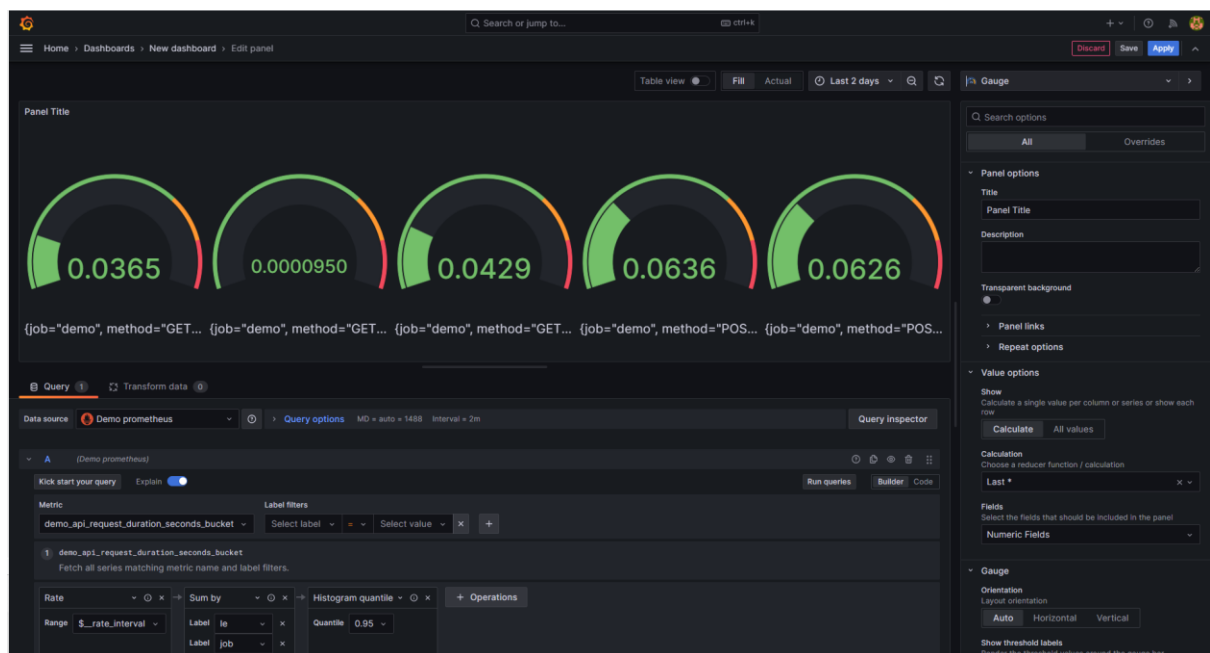 Search or jump to... ctrl+k
Home › Dashboards › New dashboard › Edit panel Discard Save Apply
Table view Fill Actual Last 2 days Gauge
Panel Title
0.0365 0.0000950 0.0429 0.0636 0.0626
{job="demo", method="GET... {job="demo", method="GET... {job="demo", method="GET... {job="demo", method="POS... {job="demo", method="POS...
Query 1 Transform data 0
Data source Demo prometheus Query options MD = auto = 1488 Interval = 2m Query inspector
A (Demo prometheus)
Kick start your query Explain Run queries Builder Code
Metric Label filters
demo_api_request_duration_seconds_bucket Select label = Select value × +
1 demo_api_request_duration_seconds_bucket
Fetch all series matching metric name and label filters.
Rate Sum by Histogram quantile + Operations
Range $__rate_interval Label le Quantile 0.95
Label job
Search options
All Overrides
Panel options
Title
Panel Title
Description
Transparent background
Panel links
Repeat options
Value options
Show
Calculate a single value per column or series or show each
row
Calculate All values
Calculation
Choose a reducer function / calculation
Last *
Fields
Select the fields that should be included in the panel
Numeric Fields
Gauge
Orientation
Layout orientation
Auto Horizontal Vertical
Show threshold labels